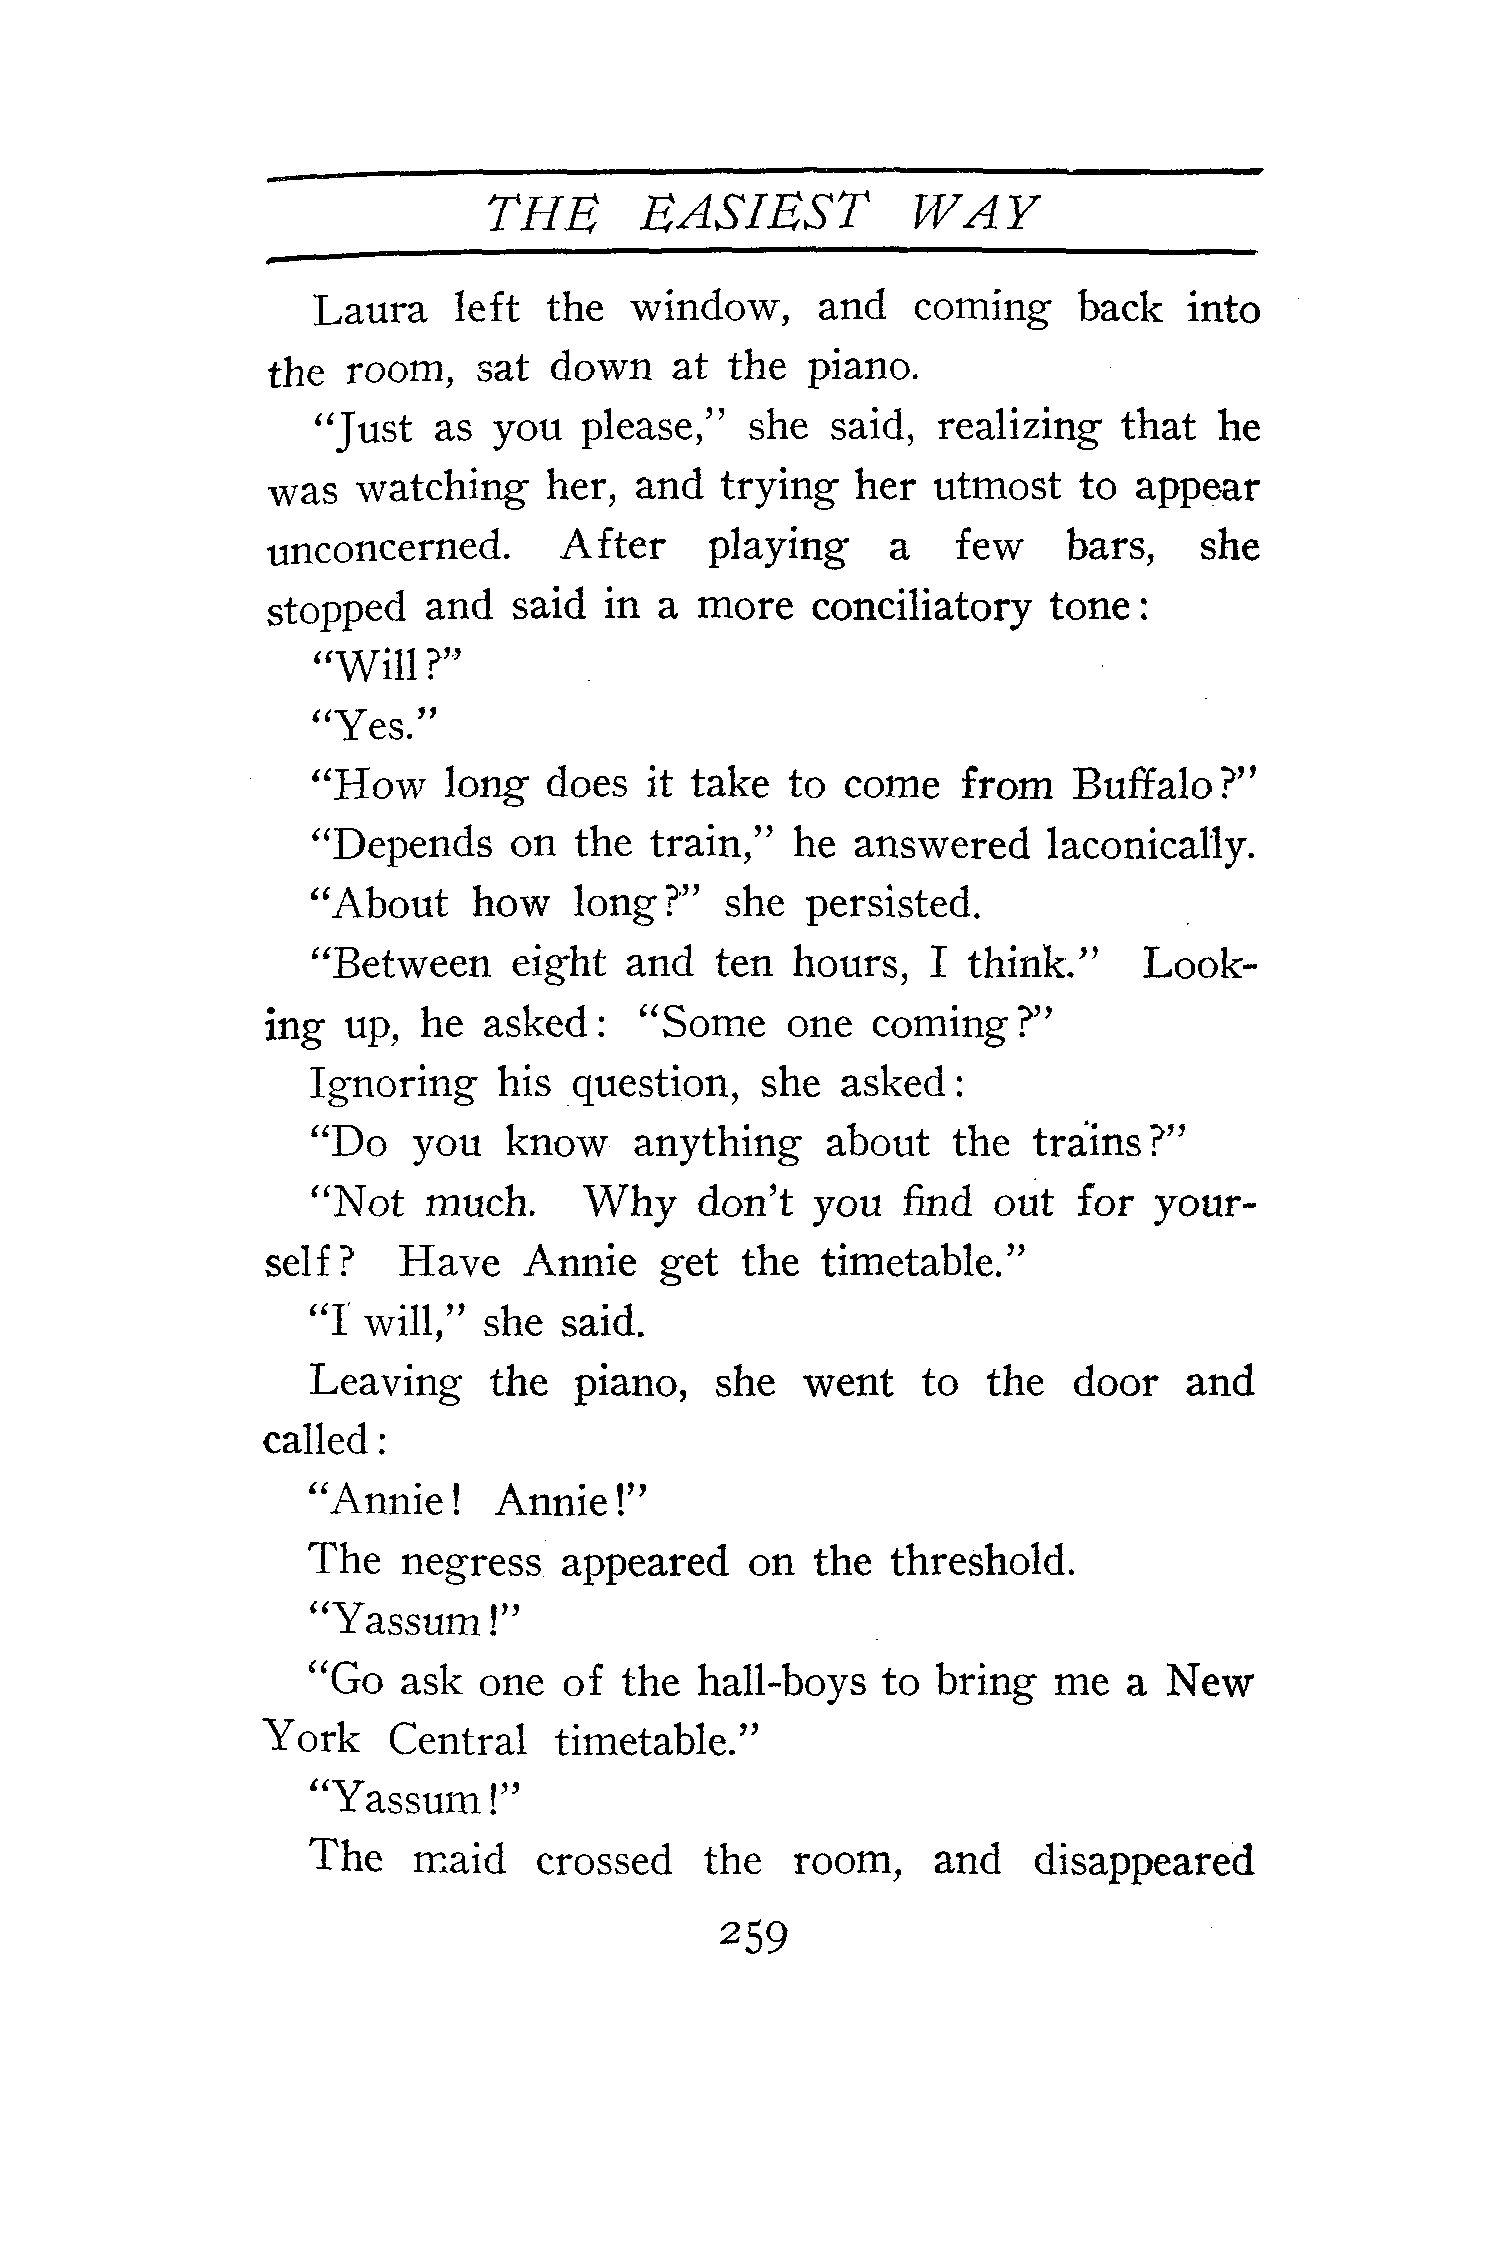 THE EASIEST WAY
Laura left the window, and coming back into
the room, sat down at the piano.
"Just as you please," she said, realizing that he
was watching her, and trying her utmost to appear
unconcerned. After playing a few bars, she
stopped and said in a more conciliatory tone:
"Will?"
"Yes."
"How long does it take to come from Buffalo?"
"Depends on the train," he answered laconically.
"About how long?" she persisted.
"Between eight and ten hours, I think." Look-
ing up, he asked: "Some one coming?"
Ignoring his question, she asked:
"Do you know anything about the trains?"
"Not much. Why don't you find out for your-
self? Have Annie get the timetable."
"I will," she said.
Leaving the piano, she went to the door and
called:
"Annie! Annie!"
The negress appeared on the threshold.
"Yassum!"
"Go ask one of the hall-boys to bring me a New
York Central timetable."
"Yassum!"
The maid crossed the room, and disappeared
259